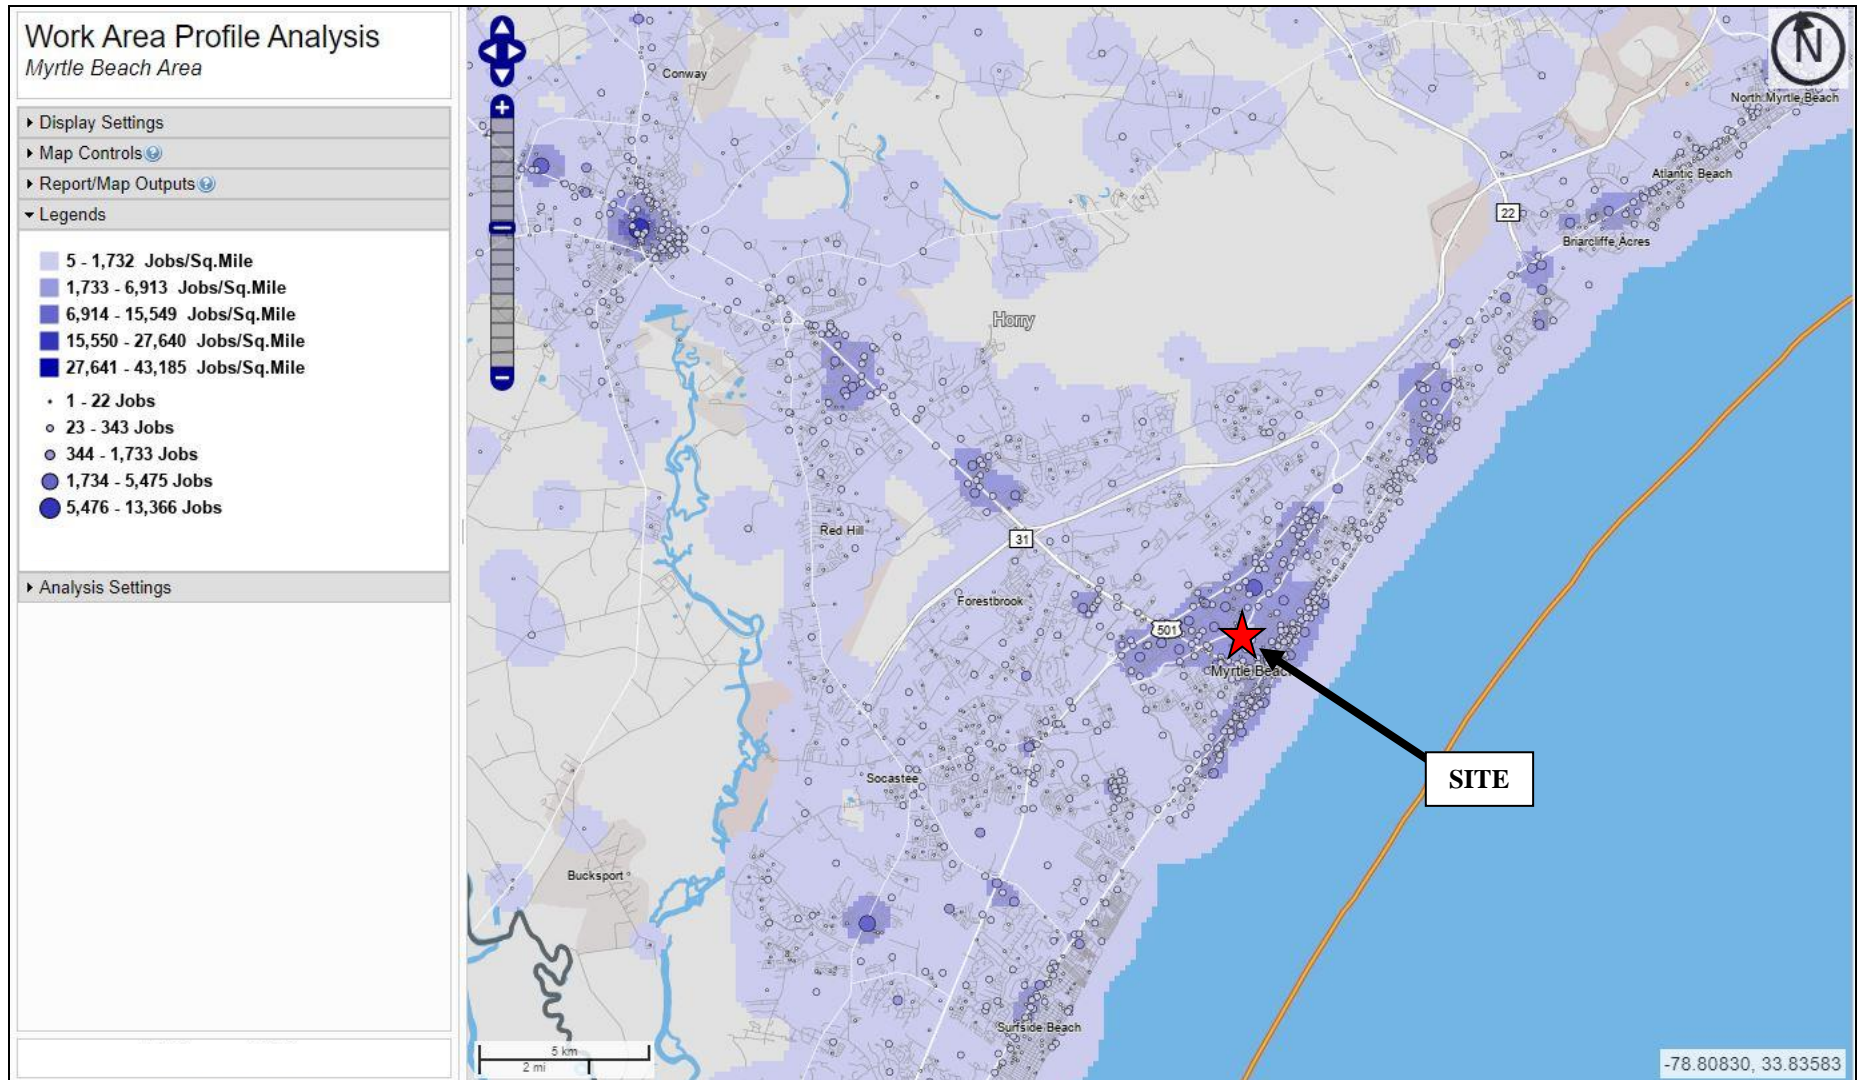 Work Area Profile Analysis
Myrtle Beach Area
Display Settings
Map Controls
Report/Map Outputs
Legends
5 - 1,732 Jobs/Sq.Mile
1,733 - 6,913 Jobs/Sq.Mile
6,914 - 15,549 Jobs/Sq.Mile
15,550 - 27,640 Jobs/Sq.Mile
27,641 - 43,185 Jobs/Sq.Mile
1 - 22 Jobs
23 - 343 Jobs
344 - 1,733 Jobs
1,734 - 5,475 Jobs
5,476 - 13,366 Jobs
Analysis Settings
N
Conway
North Myrtle Beach
Atlantic Beach
22
Briarcliffe Acres
Horry
Red Hill
31
Forestbrook
501
Myrtle Beach
Socastee
SITE
Bucksport
Surfside Beach
5 km
2 mi
-78.80830, 33.83583